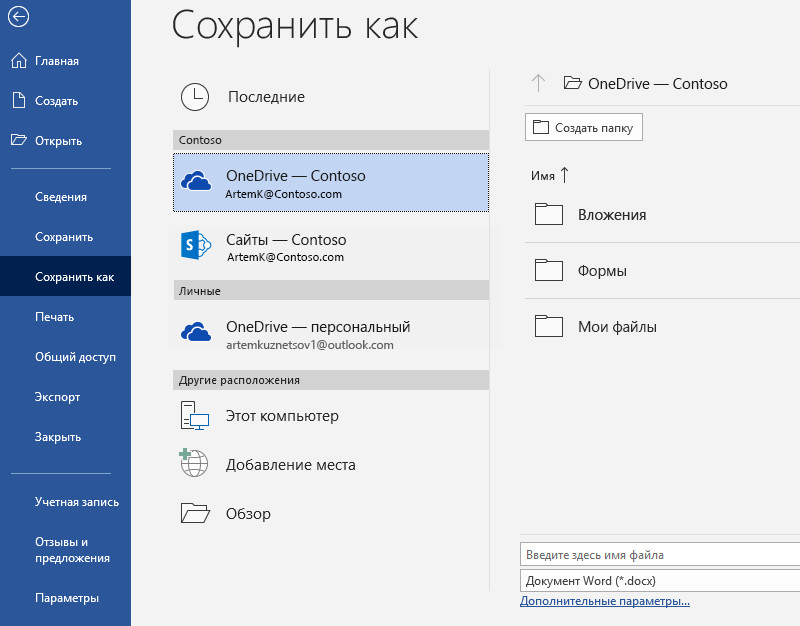 Сохранить как
Главная
Создать
Открыть
Сведения
Сохранить
Сохранить как
Печать
Общий доступ
Экспорт
Закрыть
Учетная запись
Отзывы и
предложения
Параметры
Последние
Contoso
OneDrive — Contoso
ArtemK@Contoso.com
S
Сайты — Contoso
ArtemK@Contoso.com
Личные
OneDrive — персональный
artemkuznetsov1@outlook.com
Другие расположения
Этот компьютер
Добавление места
Обзор
OneDrive — Contoso
Создать папку
Имя
Вложения
Формы
Мои файлы
Введите здесь имя файла
Документ Word (*.docx)
Дополнительные параметры...